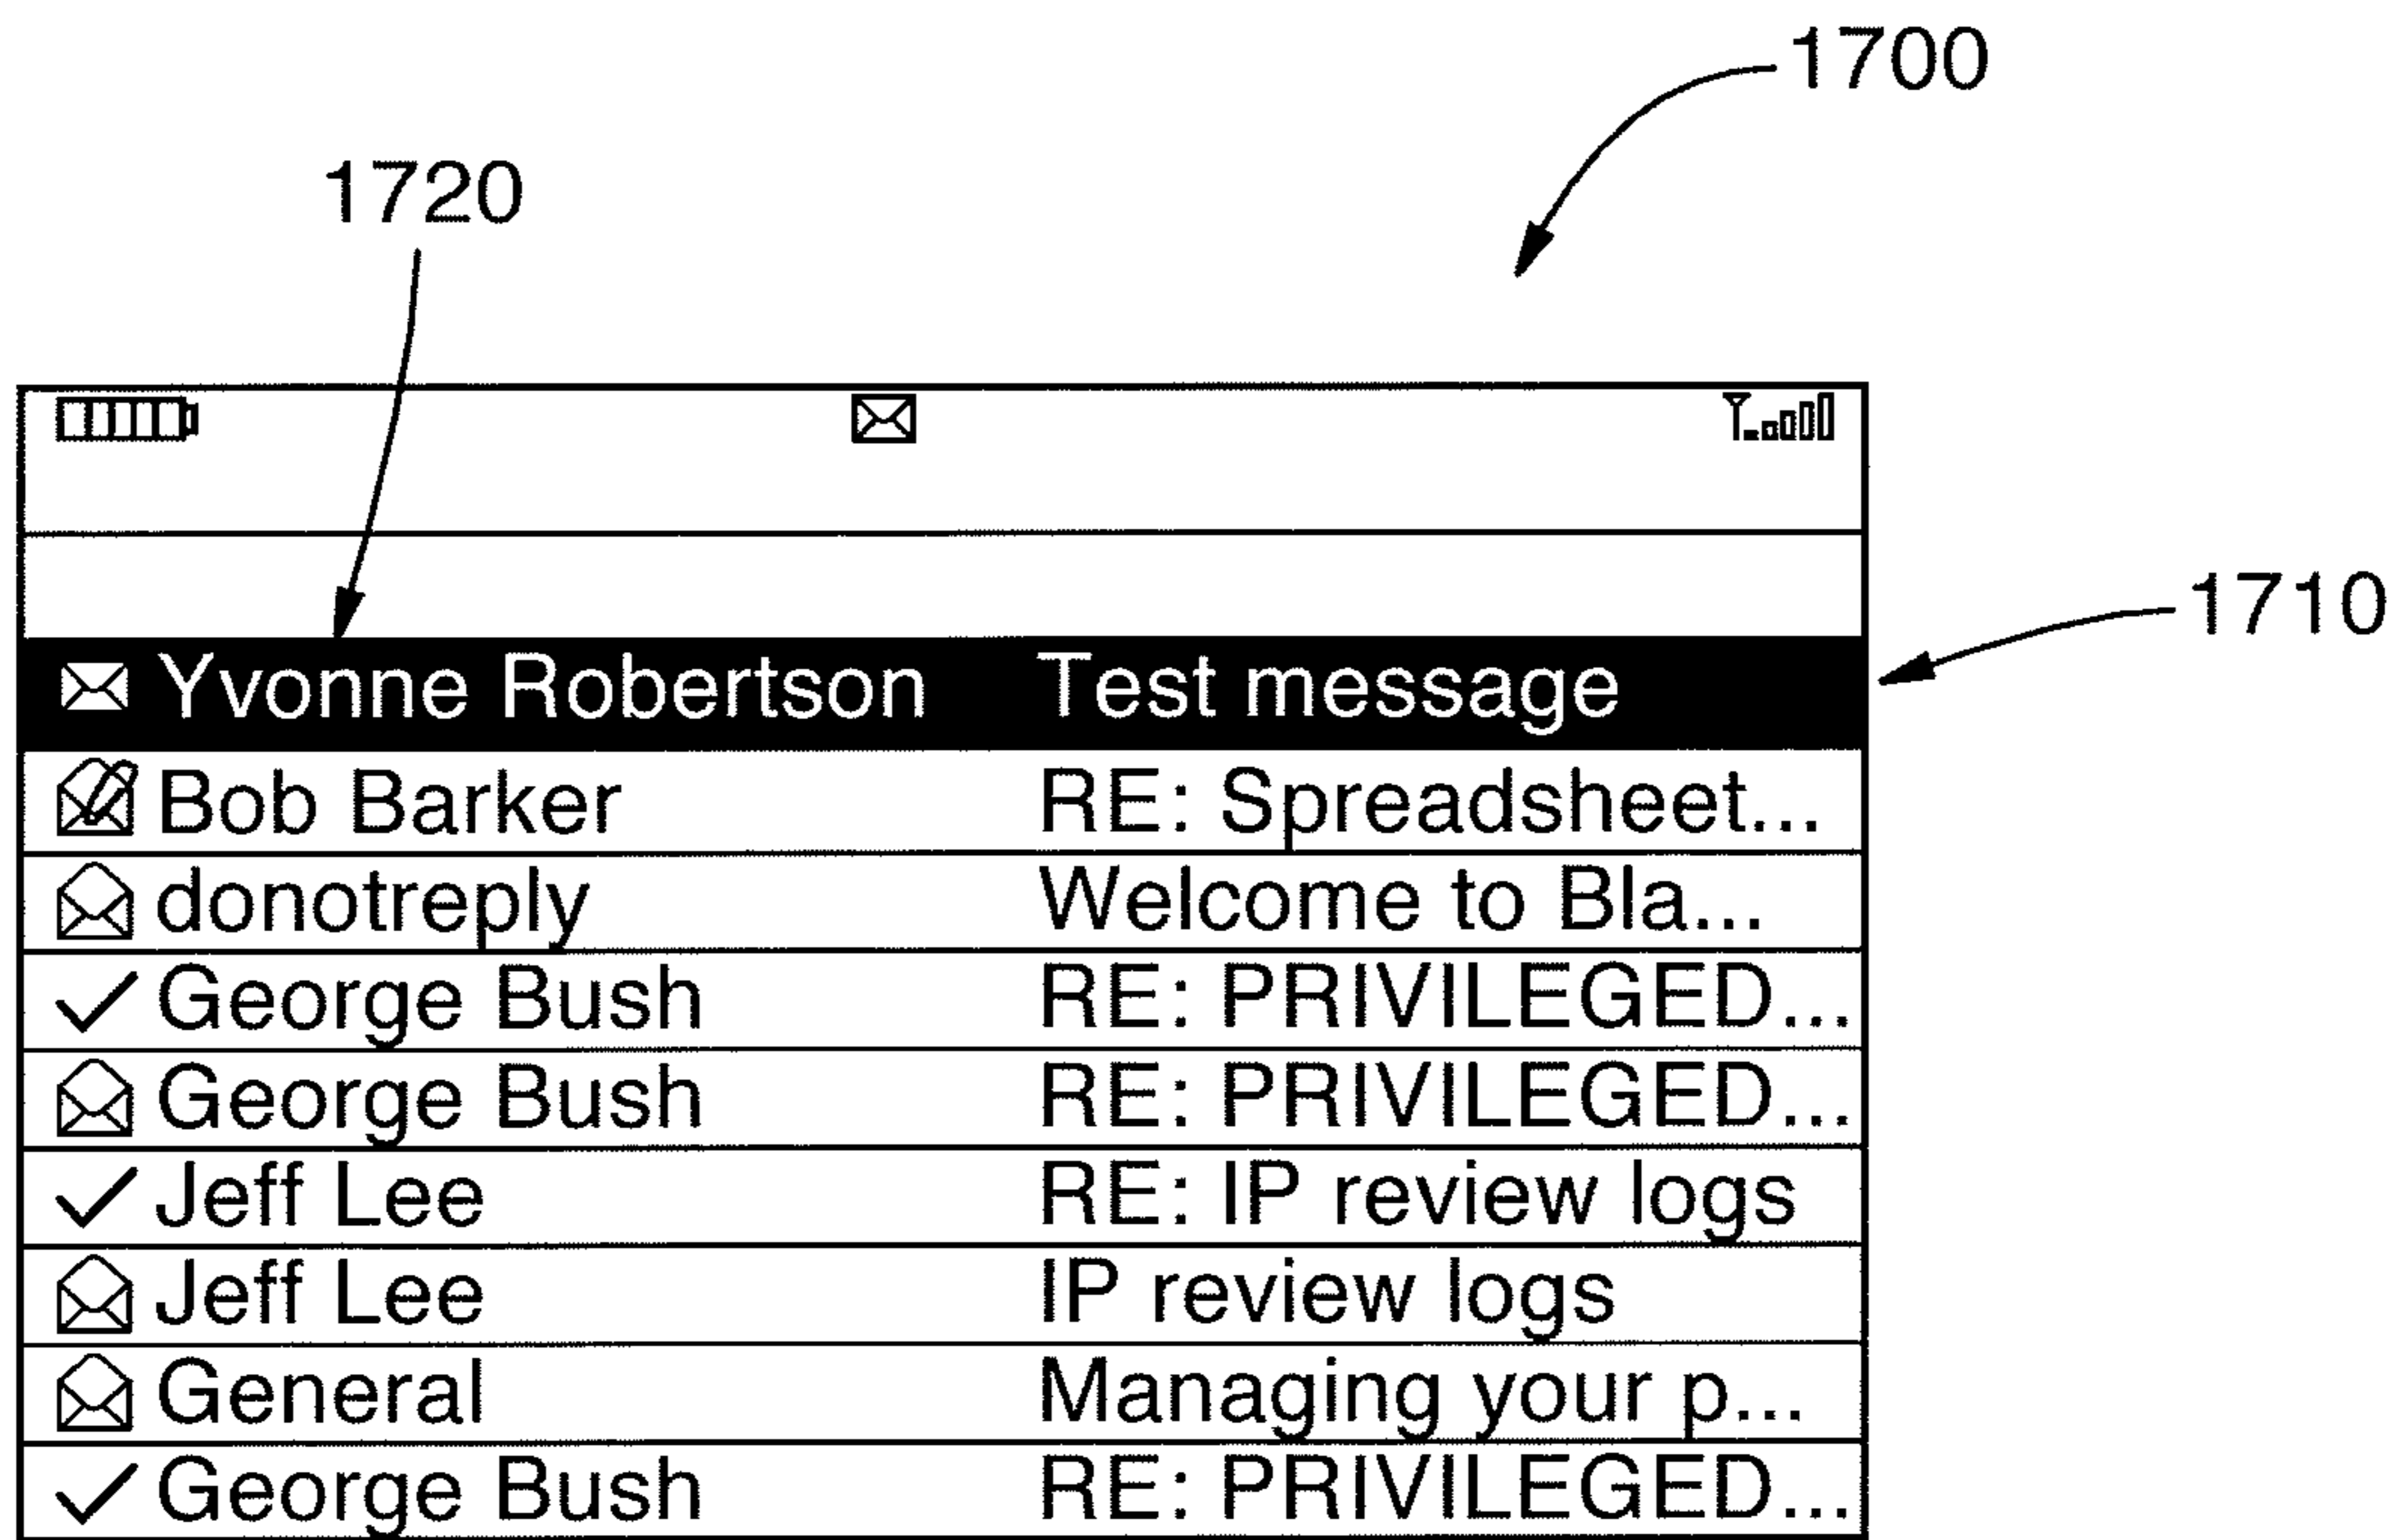 1700
1720
1710
Yvonne Robertson Test message
Bob Barker RE: Spreadsheet...
donotreply Welcome to Bla...
George Bush RE: PRIVILEGED...
George Bush RE: PRIVILEGED...
Jeff Lee RE: IP review logs
Jeff Lee IP review logs
General Managing your p...
George Bush RE: PRIVILEGED...